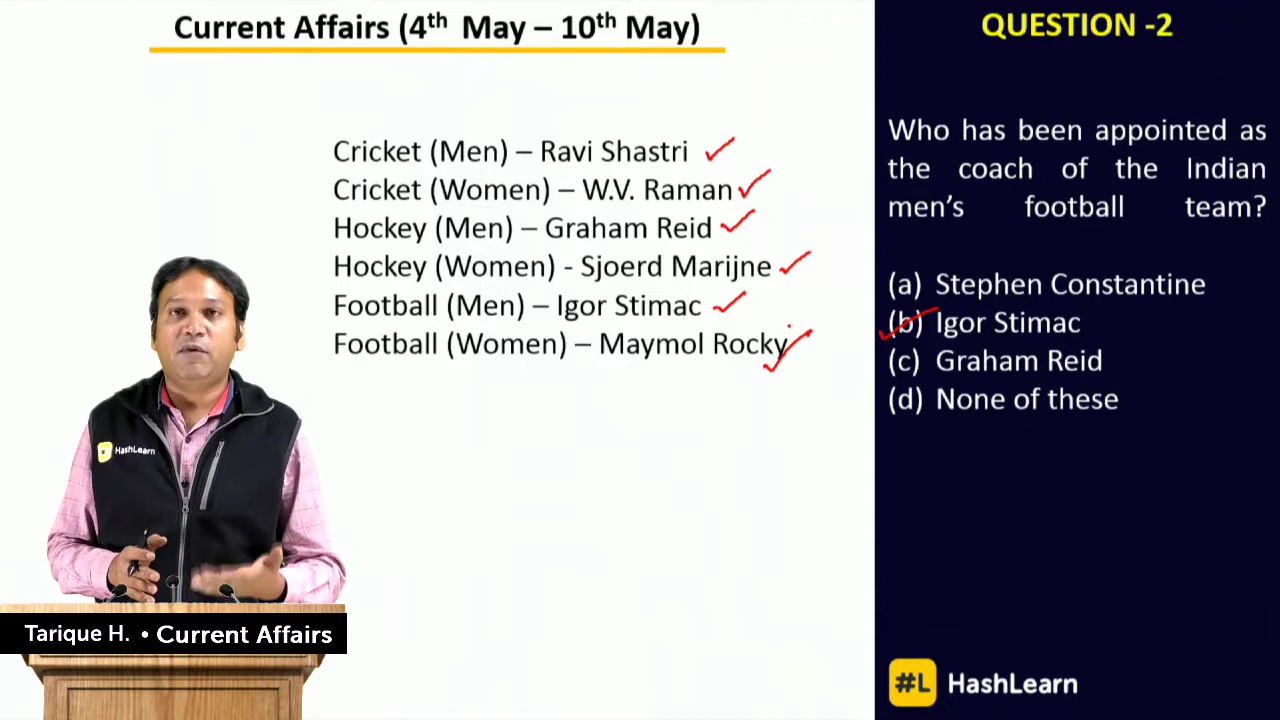 Current Affairs (4th May – 10th May)
Cricket (Men) – Ravi Shastri
Cricket (Women) – W.V. Raman
Hockey (Men) – Graham Reid
Hockey (Women) - Sjoerd Marijne
Football (Men) – Igor Stimac
Football (Women) – Maymol Rocky
HashLearn
Tarique H. • Current Affairs
QUESTION -2
Who has been appointed as
the coach of the Indian
men's football team?
(a) Stephen Constantine
(b) Igor Stimac
(c) Graham Reid
(d) None of these
#L HashLearn